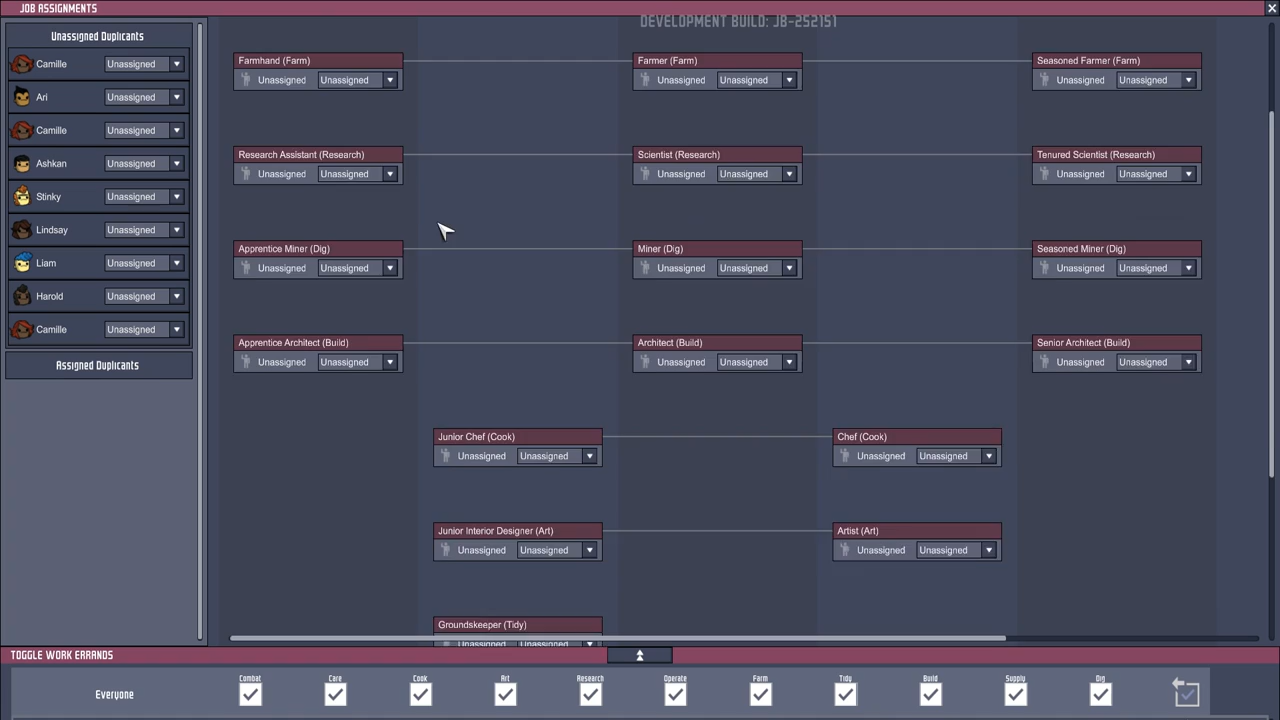 JOB ASSIGNMENTS
DEVELOPMENT BUILD: JB-252151
Unassigned Duplicants
Camille Unassigned
Ari Unassigned
Camille Unassigned
Ashkan Unassigned
Stinky Unassigned
Lindsay Unassigned
Liam Unassigned
Harold Unassigned
Camille Unassigned
Assigned Duplicants
Farmhand (Farm) Farmer (Farm) Seasoned Farmer (Farm)
Unassigned Unassigned Unassigned Unassigned Unassigned Unassigned
Research Assistant (Research) Scientist (Research) Tenured Scientist (Research)
Unassigned Unassigned Unassigned Unassigned Unassigned Unassigned
Apprentice Miner (Dig) Miner (Dig) Seasoned Miner (Dig)
Unassigned Unassigned Unassigned Unassigned Unassigned Unassigned
Apprentice Architect (Build) Architect (Build) Senior Architect (Build)
Unassigned Unassigned Unassigned Unassigned Unassigned Unassigned
Junior Chef (Cook) Chef (Cook)
Unassigned Unassigned Unassigned Unassigned
Junior Interior Designer (Art) Artist (Art)
Unassigned Unassigned Unassigned Unassigned
Groundskeeper (Tidy)
Unassigned Unassigned
TOGGLE WORK ERRANDS
Combat Care Cook Art Research Operate Farm Tidy Build Supply Dig
Everyone